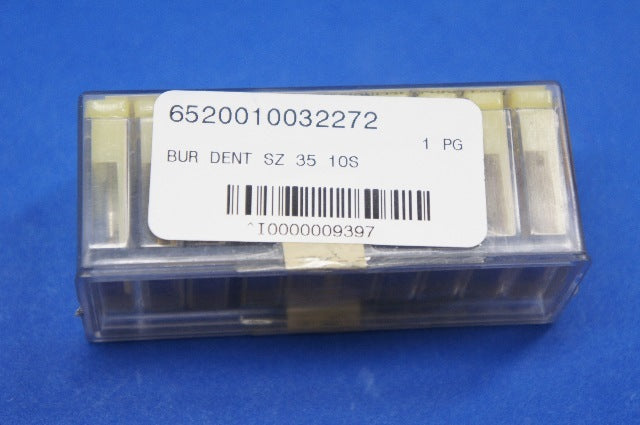 6520010032272
1 PG
BUR DENT SZ 35 10S
^I0000009397